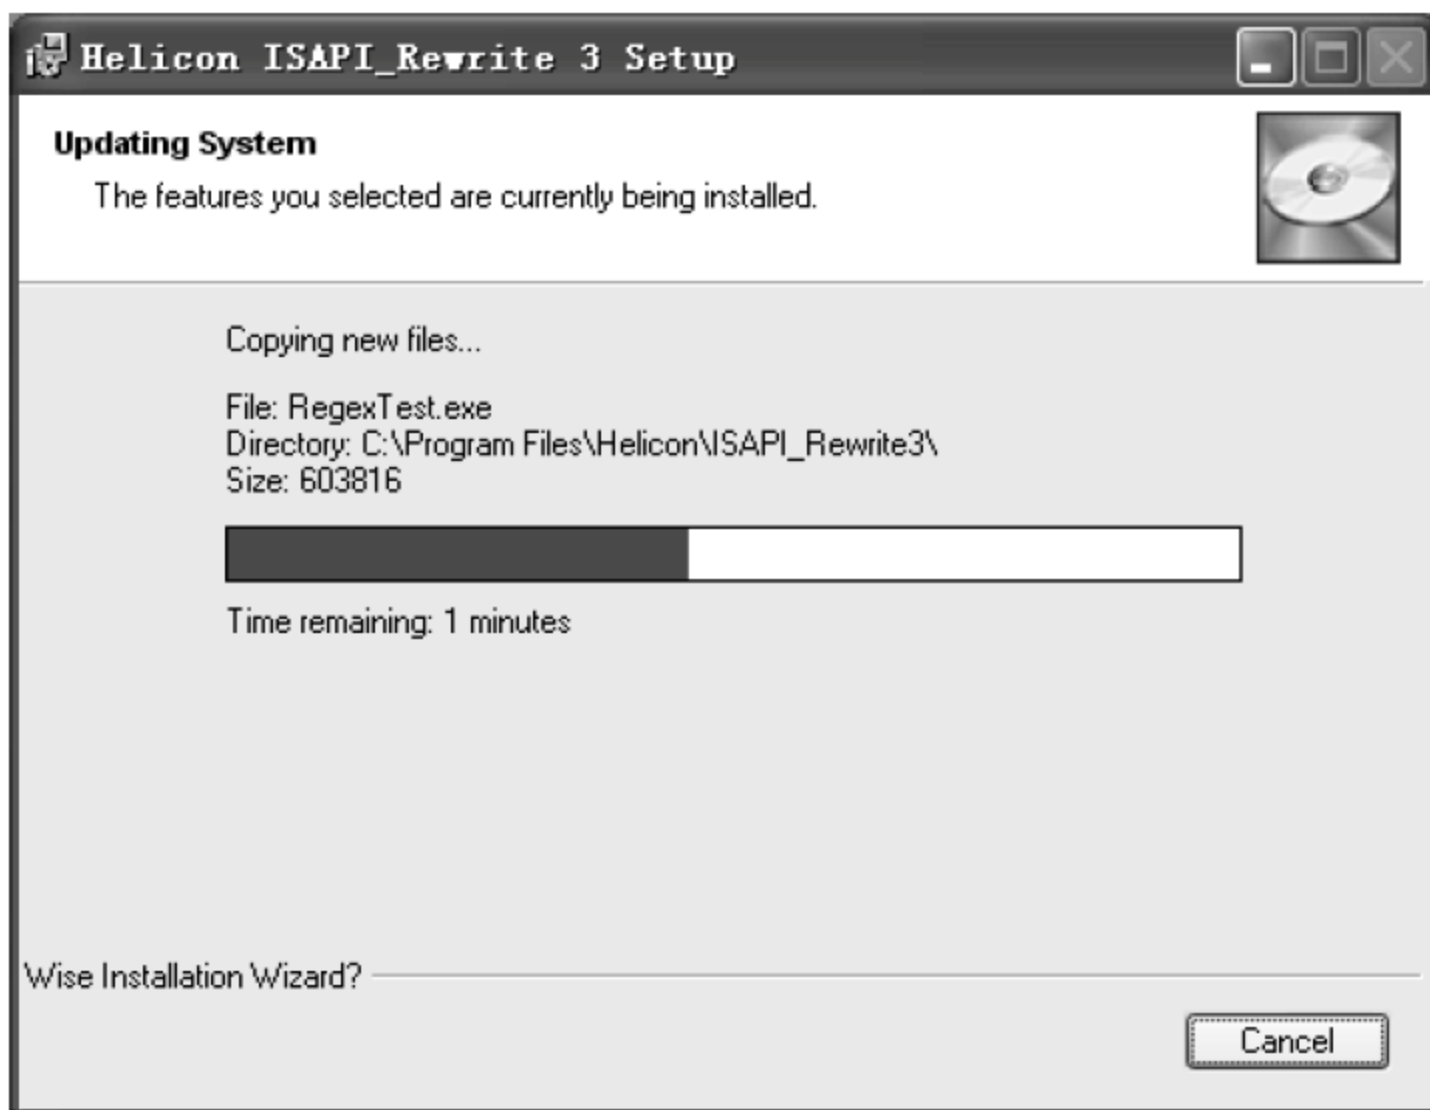 Helicon ISAPI_Rewrite 3 Setup
Updating System
The features you selected are currently being installed.
Copying new files...
File: RegexTest.exe
Directory: C:\Program Files\Helicon\ISAPI_Rewrite3\
Size: 603816
Time remaining: 1 minutes
Wise Installation Wizard?
Cancel